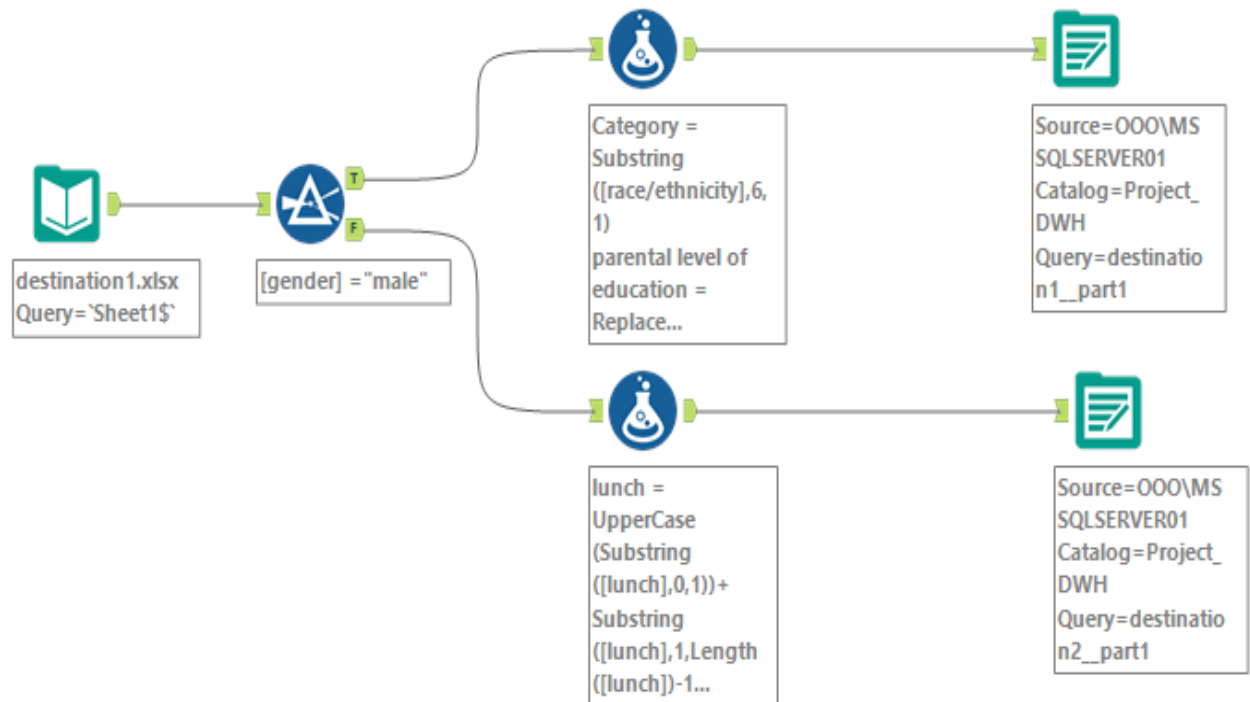 destination1.xlsx
Query=`Sheet1$`
T
F
[gender] ="male"
Category =
Substring
([race/ethnicity],6,
1)
parental level of
education =
Replace...
Source=OOO\MS
SQLSERVER01
Catalog=Project_
DWH
Query=destinatio
n1__part1
lunch =
UpperCase
(Substring
([lunch],0,1))+
Substring
([lunch],1,Length
([lunch])-1...
Source=OOO\MS
SQLSERVER01
Catalog=Project_
DWH
Query=destinatio
n2__part1